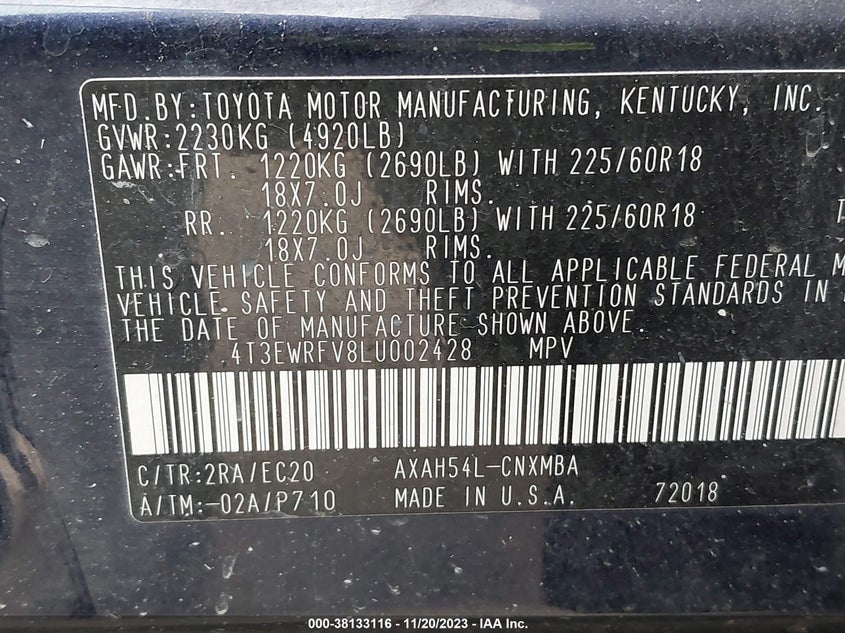 MFD.BY:TOYOTA MOTOR MANUFACTURING, KENTUCKY, INC.
GVWR:2230KG (4920LB)
GAWR:FRT. 1220KG (2690LB) WITH 225/60R18
18X7.0J RIMS.
RR. 1220KG (2690LB) WITH 225/60R18
18X7.0J RIMS.
THIS VEHICLE CONFORMS TO ALL APPLICABLE FEDERAL M
VEHICLE SAFETY AND THEFT PREVENTION STANDARDS IN
THE DATE OF MANUFACTURE SHOWN ABOVE.
4T3EWRFV8LU002428 MPV
C/TR:2RA/EC20 AXAH54L-CNXMBA
A/TM:-02A/P710 MADE IN U.S.A. 72018
000-38133116 - 11/20/2023 - IAA Inc.